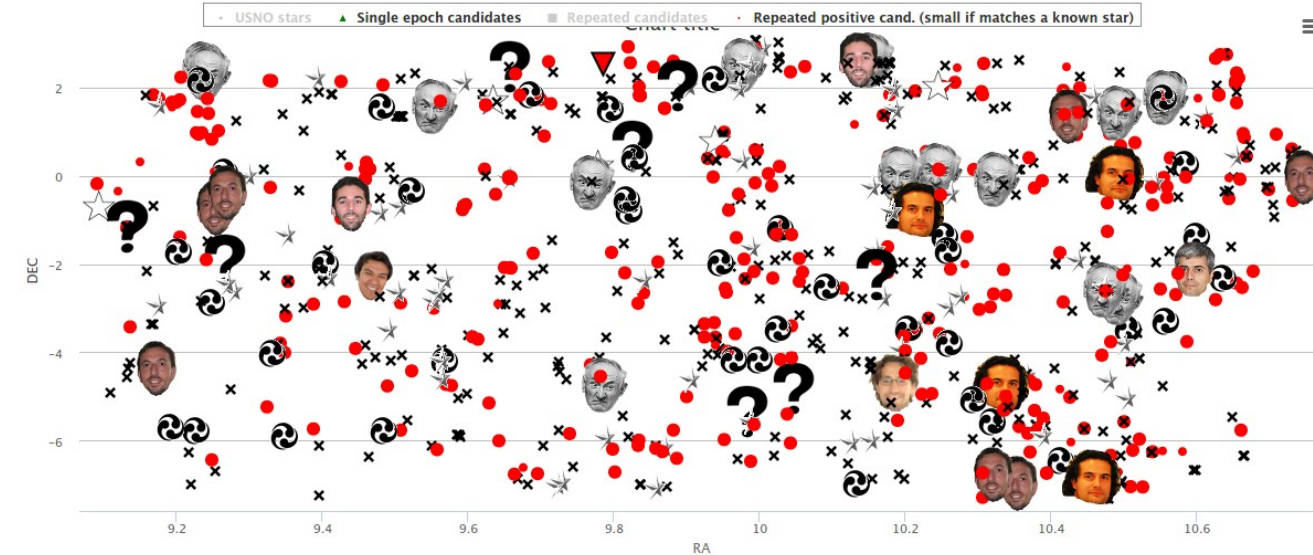 USNO stars Single epoch candidates Repeated candidates Repeated positive cand. (small if matches a known star)
Chart title
2
0
-2
-4
-6
DEC
9.2 9.4 9.6 9.8 10 10.2 10.4 10.6
RA
? ? ? ? ? ? ? ?